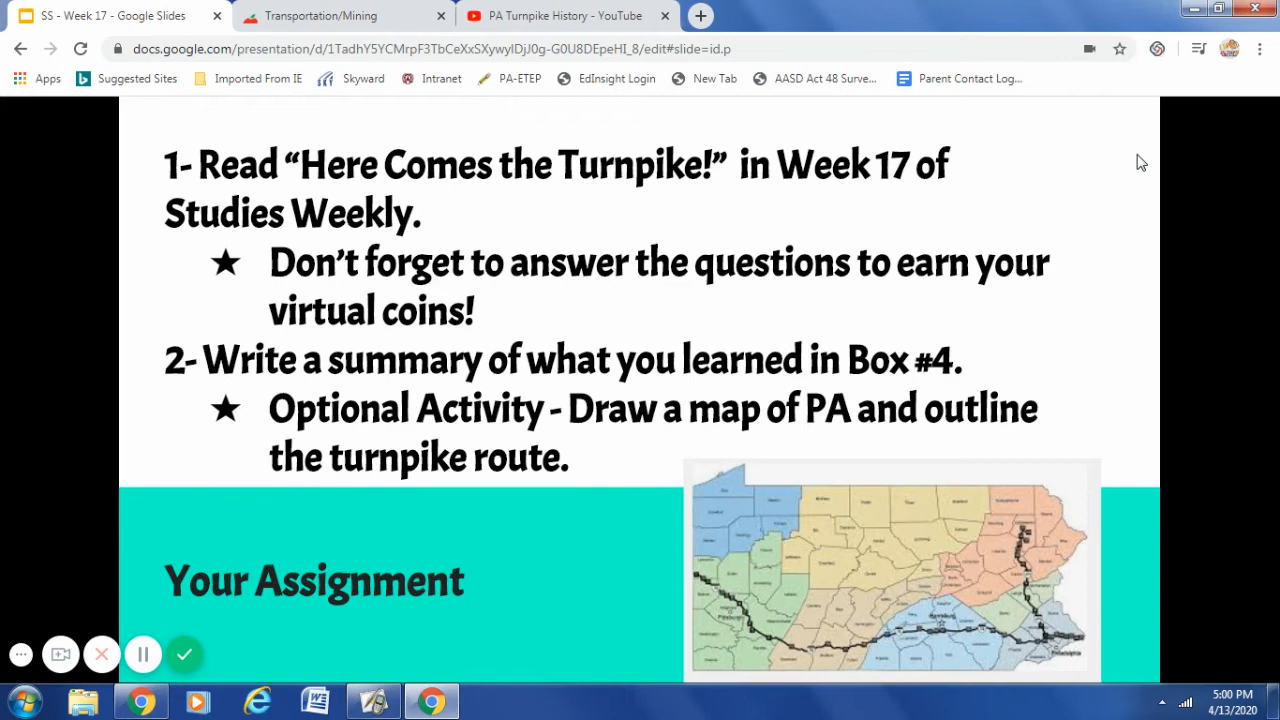 SS - Week 17 - Google Slides
Transportation/Mining
PA Turnpike History - YouTube
docs.google.com/presentation/d/1TadhY5YCMrpF3TbCeXxSXywylDjJ0g-G0U8DEpeHI_8/edit#slide=id.p
Apps Suggested Sites Imported From IE Skyward Intranet PA-ETEP EdInsight Login New Tab AASD Act 48 Surve... Parent Contact Log...
1- Read “Here Comes the Turnpike!” in Week 17 of
Studies Weekly.
★ Don’t forget to answer the questions to earn your
virtual coins!
2- Write a summary of what you learned in Box #4.
★ Optional Activity - Draw a map of PA and outline
the turnpike route.
Your Assignment
Pittsburgh
Harrisburg
Philadelphia
5:00 PM
4/13/2020